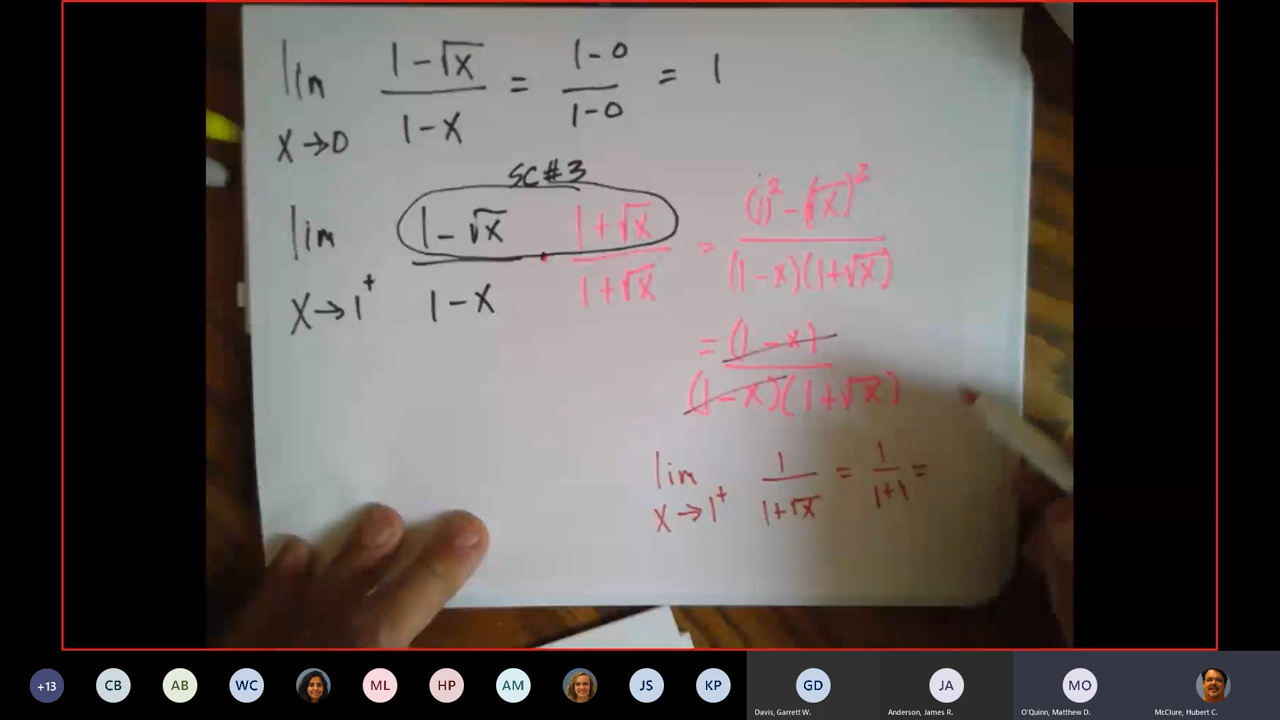 lim x→0 (1-√x)/(1-x) = (1-0)/(1-0) = 1
SC#3
lim x→1⁺ (1-√x)/(1-x) · (1+√x)/(1+√x) = ((1)²-(√x)²)/((1-x)(1+√x))
= (1-x)/((1-x)(1+√x))
lim x→1⁺ 1/(1+√x) = 1/(1+1) =
+13 CB AB WC ML HP AM JS KP GD JA MO
Davis, Garrett W. Anderson, James R. O'Quinn, Matthew D. McClure, Hubert C.